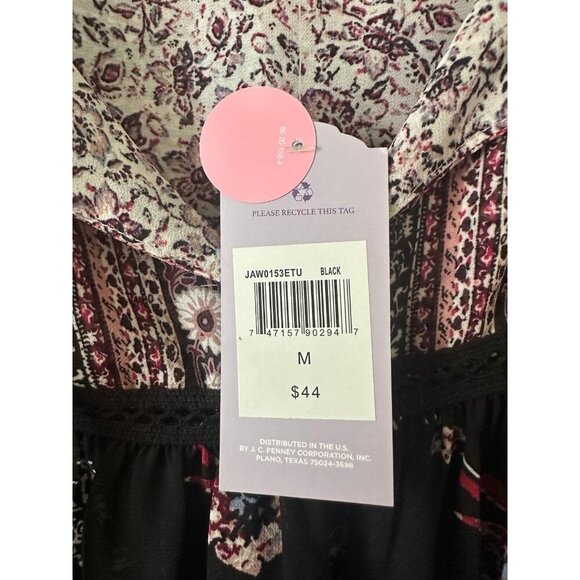 PLEASE RECYCLE THIS TAG
JAW0153ETU BLACK
7 47157 90294 7
M
$44
DISTRIBUTED IN THE U.S.
BY J. C. PENNEY CORPORATION, INC.
PLANO, TEXAS 75024-3698